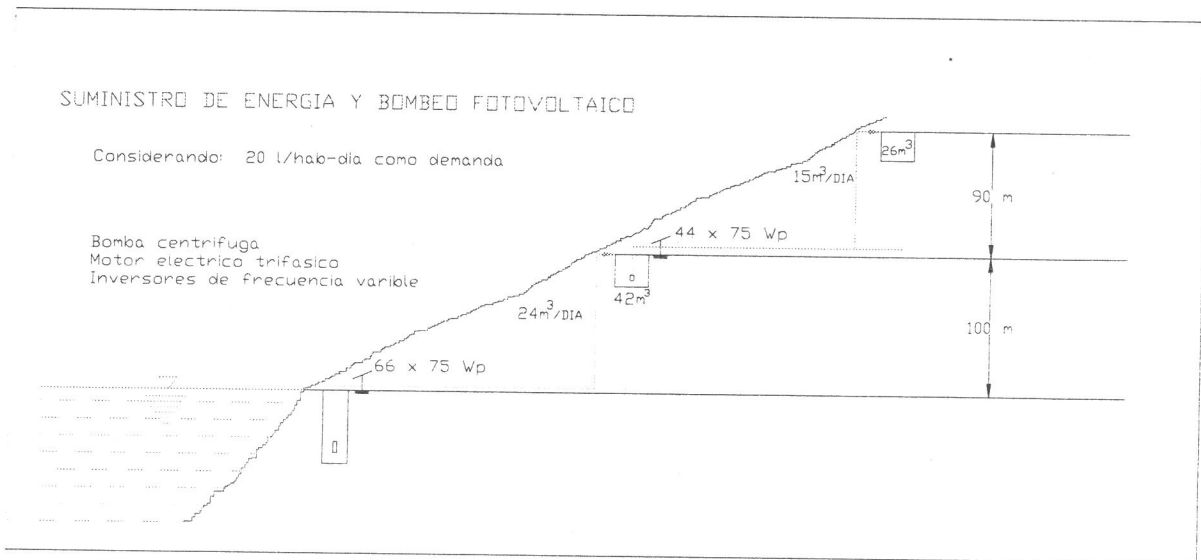 SUMINISTRO DE ENERGIA Y BOMBEO FOTOVOLTAICO
Considerando: 20 l/hab-dia como demanda
Bomba centrifuga
Motor electrico trifasico
Inversores de frecuencia varible
26m³
15m³/DIA
90 m
44 x 75 Wp
42m³
24m³/DIA
100 m
66 x 75 Wp